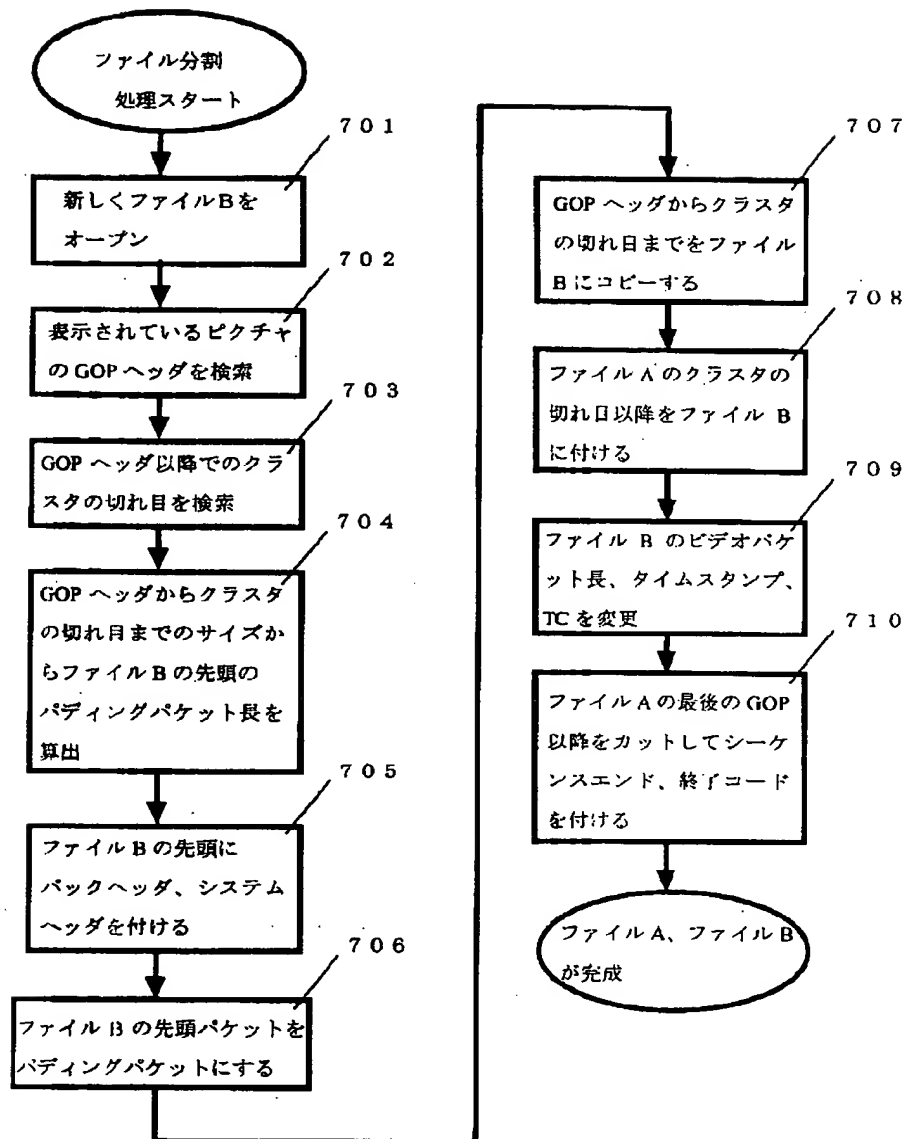 ファイル分割
処理スタート
701
新しくファイルBを
オープン
702
表示されているピクチャ
のGOPヘッダを検索
703
GOPヘッダ以降でのクラ
スタの切れ目を検索
704
GOPヘッダからクラスタ
の切れ目までのサイズか
らファイルBの先頭の
パディングパケット長を
算出
705
ファイルBの先頭に
パックヘッダ、システム
ヘッダを付ける
706
ファイルBの先頭パケットを
パディングパケットにする
707
GOPヘッダからクラスタ
の切れ目までをファイル
Bにコピーする
708
ファイルAのクラスタの
切れ目以降をファイルB
に付ける
709
ファイルBのビデオパケ
ット長、タイムスタンプ、
TCを変更
710
ファイルAの最後のGOP
以降をカットしてシーケ
ンスエンド、終了コード
を付ける
ファイルA、ファイルB
が完成